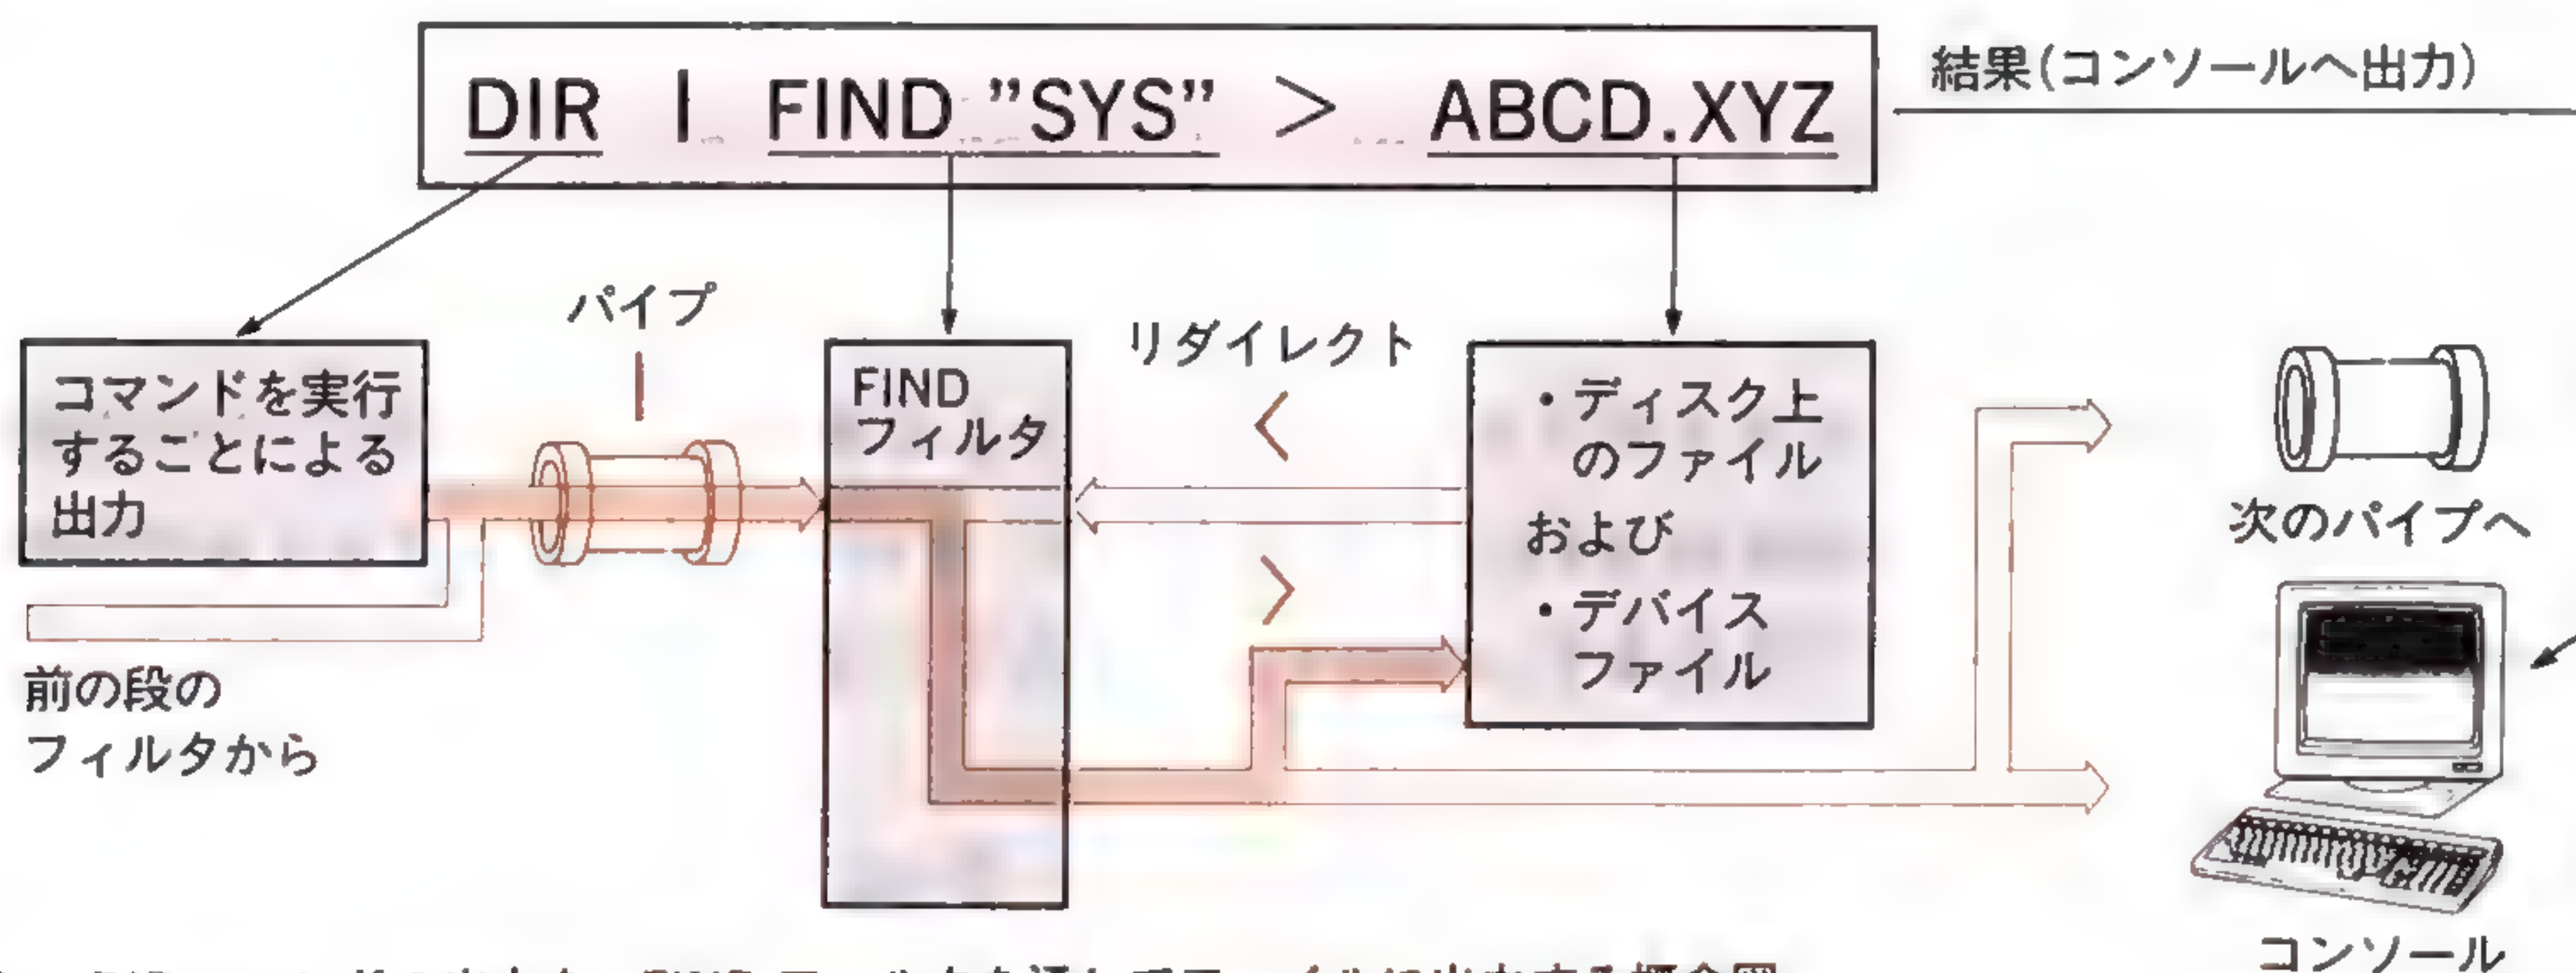 DIR | FIND "SYS" > ABCD.XYZ
結果(コンソールへ出力)
パイプ
|
リダイレクト
<
>
コマンドを実行
することによる
出力
FIND
フィルタ
・ディスク上
のファイル
および
・デバイス
ファイル
前の段の
フィルタから
次のパイプへ
コンソール